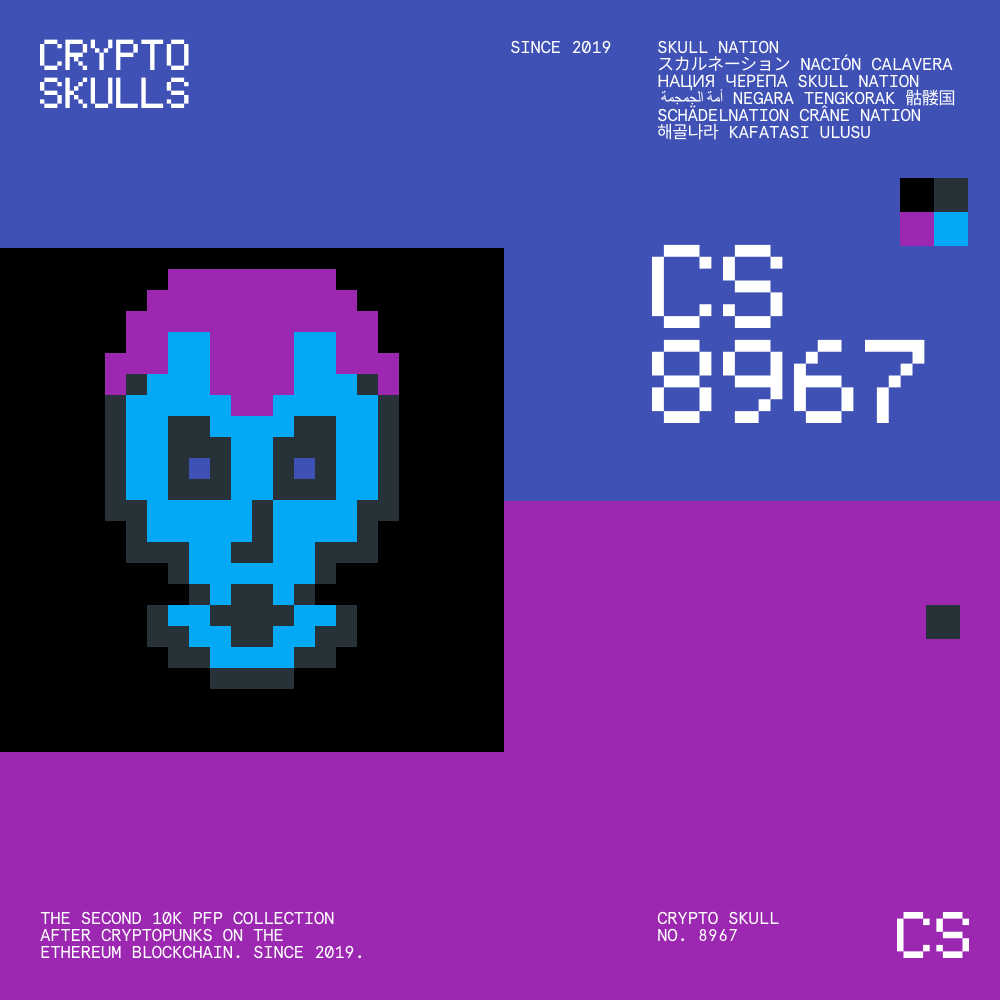 CRYPTO
SKULLS
SINCE 2019
SKULL NATION
スカルネーション NACIÓN CALAVERA
НАЦИЯ ЧЕРЕПА SKULL NATION
أمة الجمجمة NEGARA TENGKORAK 骷髅国
SCHÄDELNATION CRÂNE NATION
해골나라 KAFATASI ULUSU
CS
8967
THE SECOND 10K PFP COLLECTION
AFTER CRYPTOPUNKS ON THE
ETHEREUM BLOCKCHAIN. SINCE 2019.
CRYPTO SKULL
NO. 8967
CS